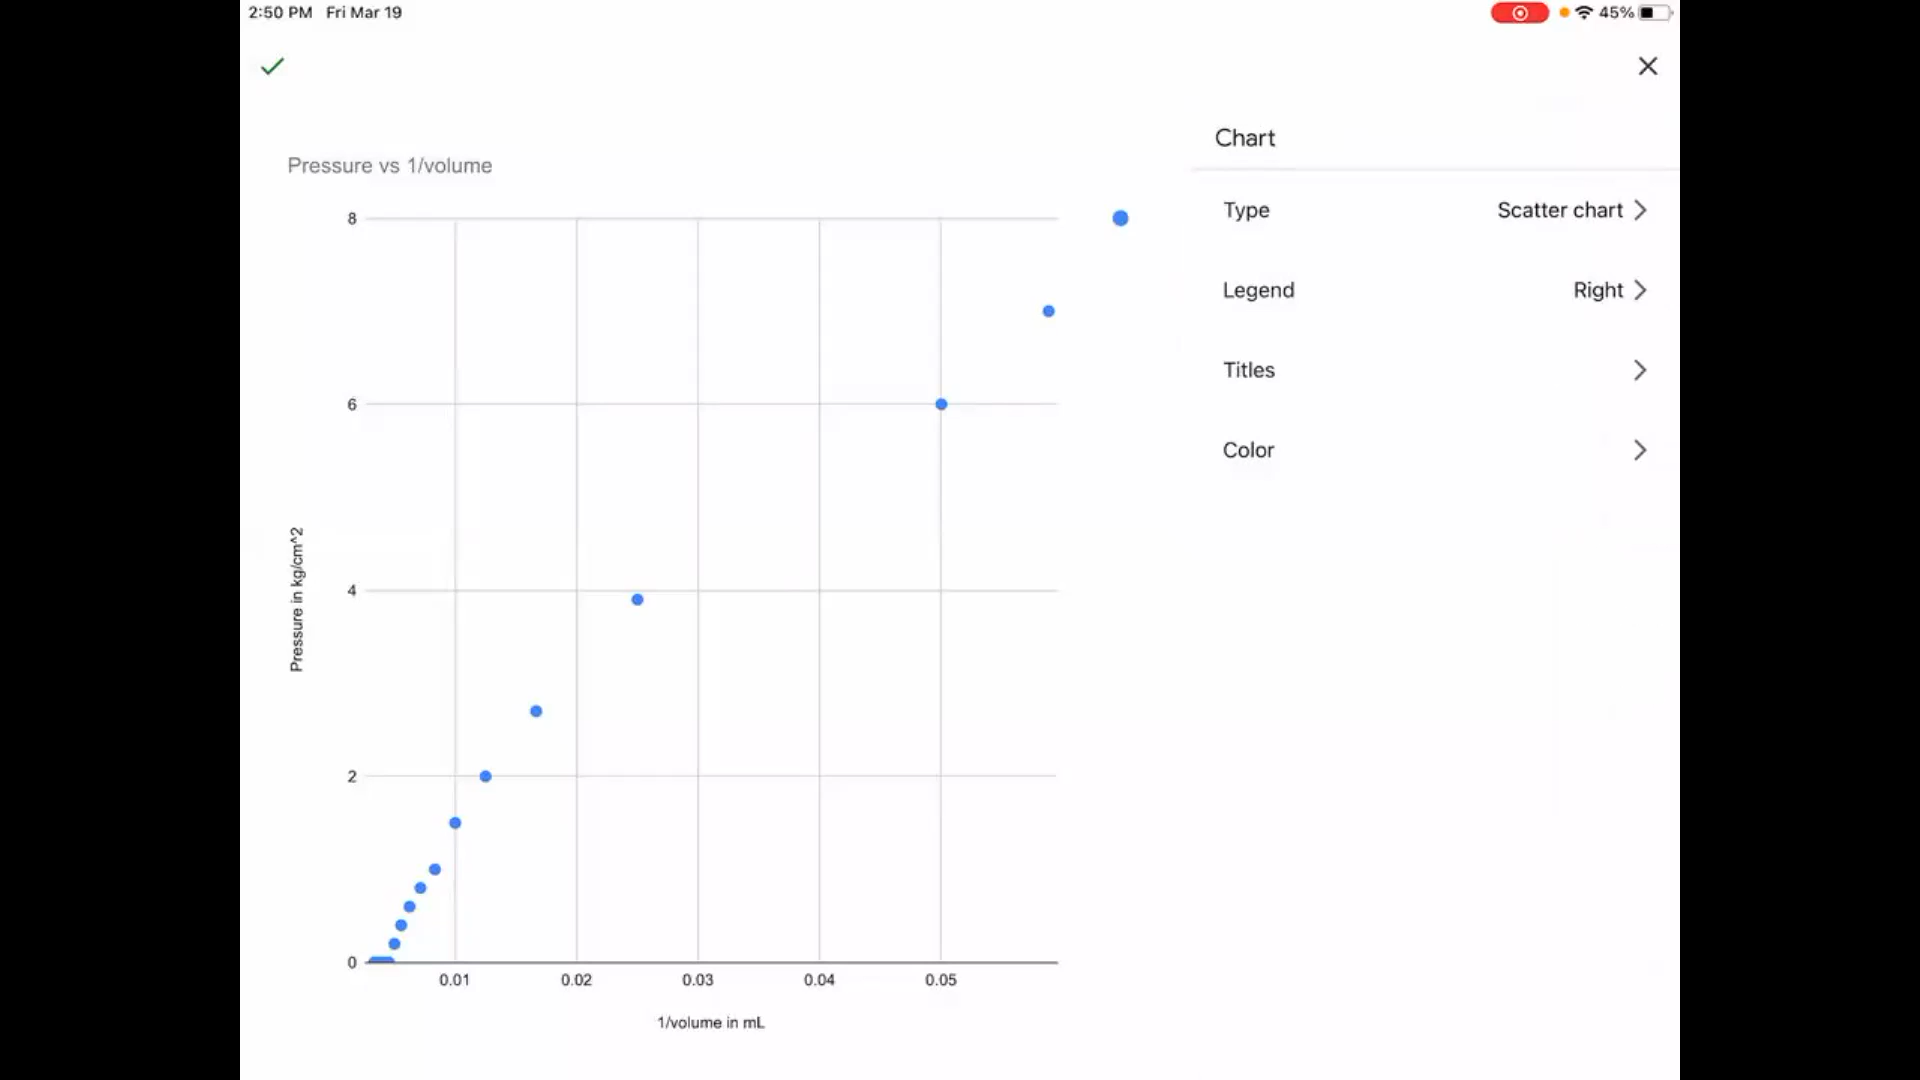 2:50 PM Fri Mar 19
45%
Chart
Pressure vs 1/volume
Type Scatter chart
Legend Right
Titles
Color
8
6
4
2
0
Pressure in kg/cm^2
0.01 0.02 0.03 0.04 0.05
1/volume in mL